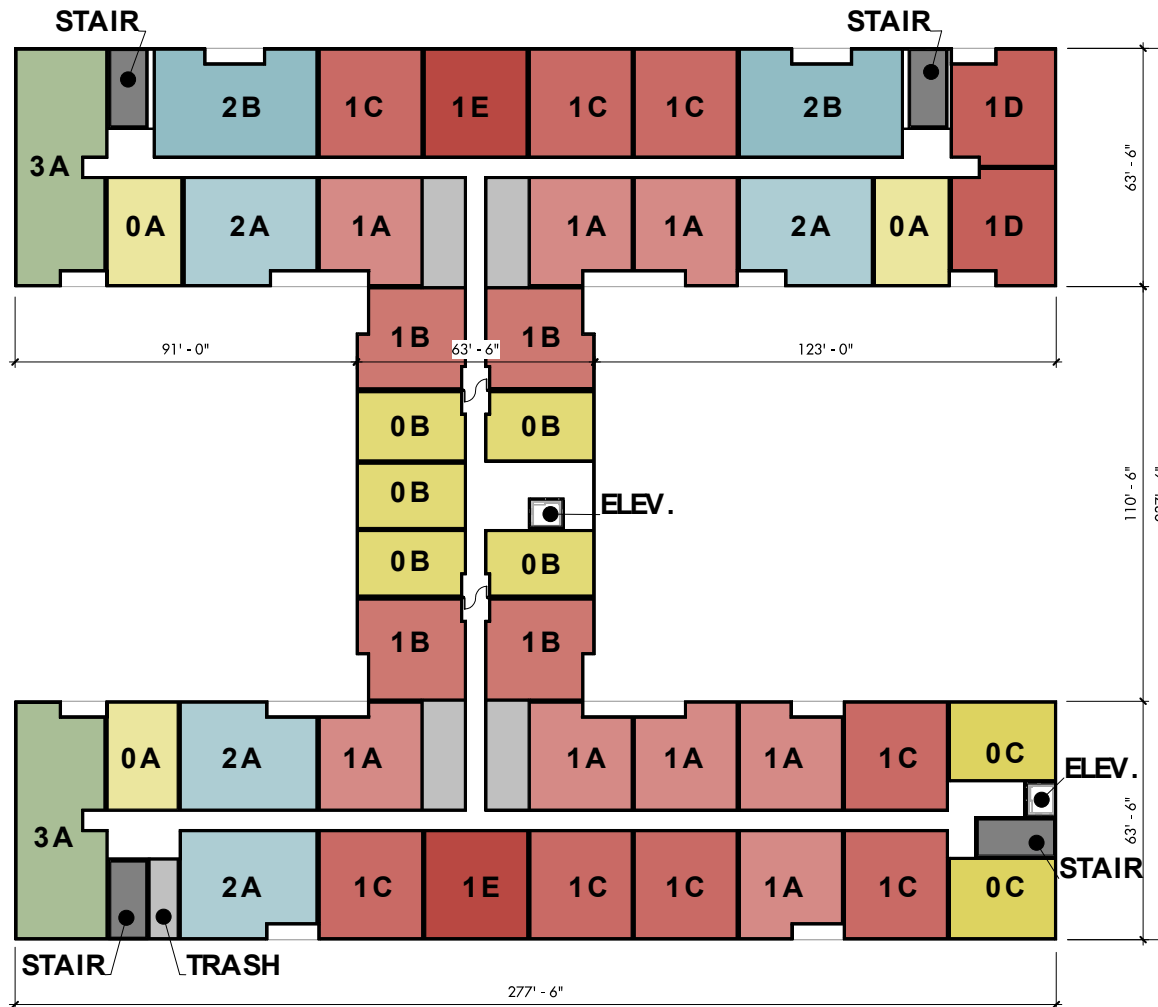 STAIR STAIR
2B 1C 1E 1C 1C 2B 1D
3A
0A 2A 1A 1A 1A 2A 0A 1D
63' - 6"
1B 1B
91' - 0" 63' - 6" 123' - 0"
0B 0B
0B
ELEV.
110' - 6"
0B 0B
1B 1B
0A 2A 1A 1A 1A 1A 1C 0C
ELEV.
3A
63' - 6"
STAIR
2A 1C 1E 1C 1C 1A 1C 0C
STAIR TRASH
277' - 6"